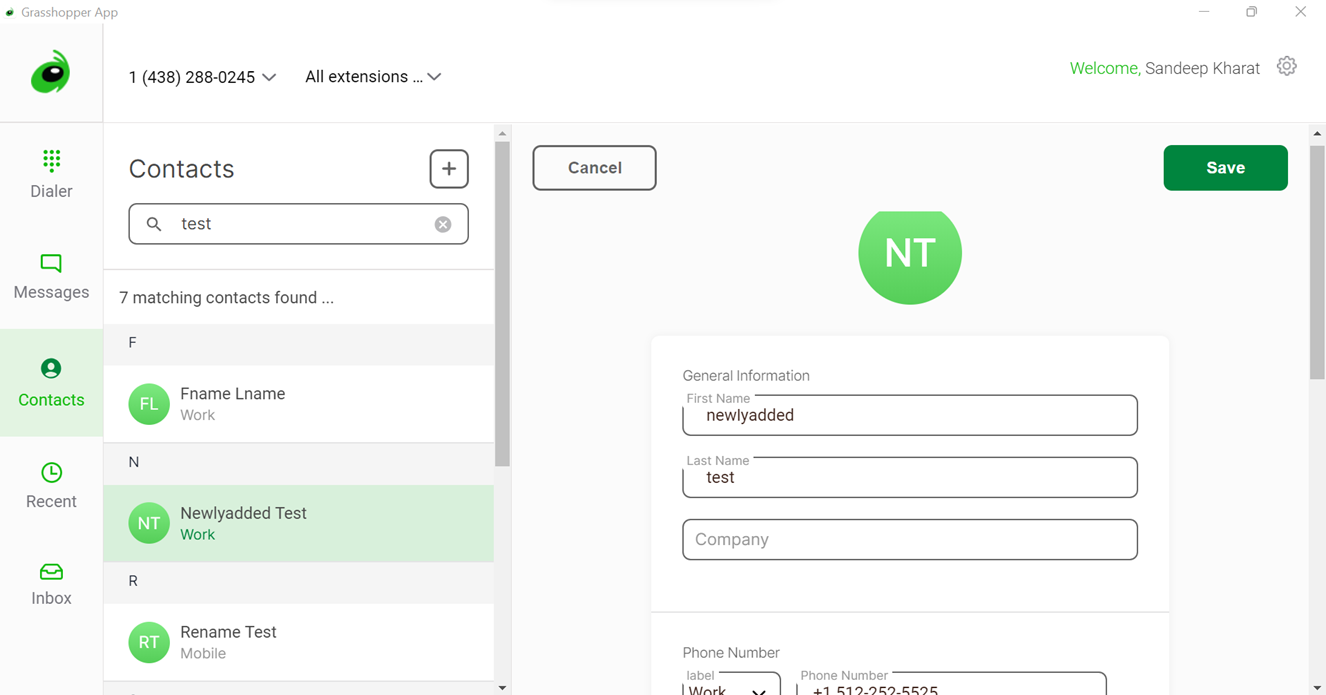 Grasshopper App
1 (438) 288-0245
All extensions ...
Welcome, Sandeep Kharat
Dialer
Messages
Contacts
Recent
Inbox
Contacts
test
7 matching contacts found ...
F
FL
Fname Lname
Work
N
NT
Newlyadded Test
Work
R
RT
Rename Test
Mobile
Cancel
Save
NT
General Information
First Name
newlyadded
Last Name
test
Company
Phone Number
label
Work
Phone Number
+1 512-252-5525